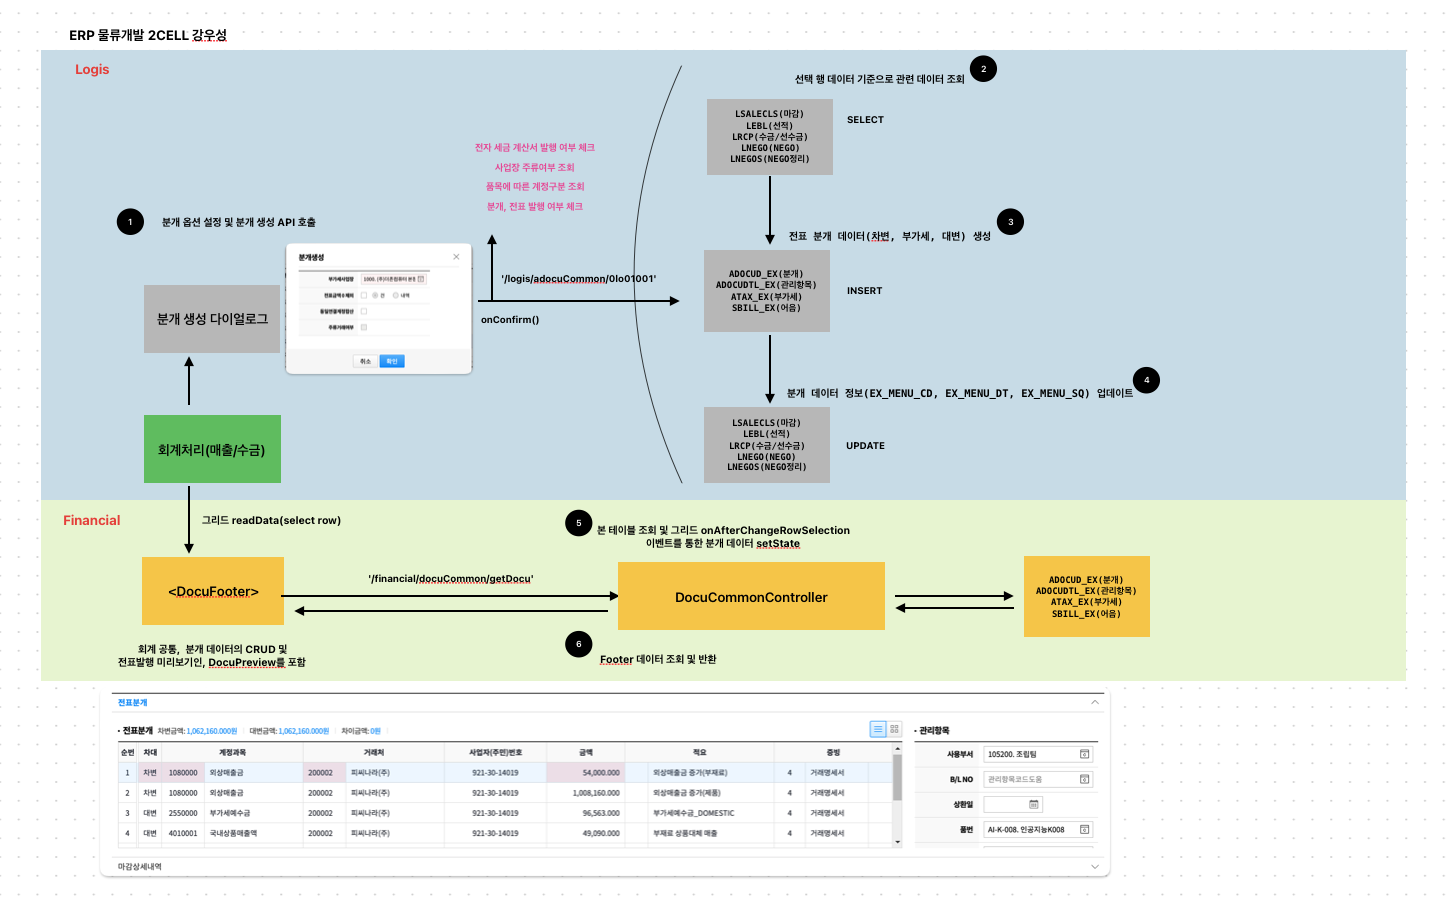 ERP 물류개발 2CELL 강우성
Logis
2
선택 행 데이터 기준으로 관련 데이터 조회
LSALECLS(마감)
LEBL(선적)
LRCP(수금/선수금)
LNEGO(NEGO)
LNEGOS(NEGO정리)
SELECT
전자 세금 계산서 발행 여부 체크
사업장 주류여부 조회
품목에 따른 계정구분 조회
분개, 전표 발행 여부 체크
1
분개 옵션 설정 및 분개 생성 API 호출
3
전표 분개 데이터(차변, 부가세, 대변) 생성
분개생성
부가세사업장
전표금액 0 제외
전
내역
동일연결계정합산
주류거래여부
취소
확인
분개 생성 다이얼로그
'/logis/adocuCommon/0lo01001'
onConfirm()
ADOCUD_EX(분개)
ADOCUDTL_EX(관리항목)
ATAX_EX(부가세)
SBILL_EX(어음)
INSERT
4
분개 데이터 정보(EX_MENU_CD, EX_MENU_DT, EX_MENU_SQ) 업데이트
회계처리(매출/수금)
LSALECLS(마감)
LEBL(선적)
LRCP(수금/선수금)
LNEGO(NEGO)
LNEGOS(NEGO정리)
UPDATE
Financial
그리드 readData(select row)
5
본 테이블 조회 및 그리드 onAfterChangeRowSelection
이벤트를 통한 분개 데이터 setState
<DocuFooter>
'/financial/docuCommon/getDocu'
DocuCommonController
ADOCUD_EX(분개)
ADOCUDTL_EX(관리항목)
ATAX_EX(부가세)
SBILL_EX(어음)
회계 공통, 분개 데이터의 CRUD 및
전표발행 미리보기인, DocuPreview를 포함
6
Footer 데이터 조회 및 반환
전표분개
전표분개 차변금액: 1,062,160.000원 대변금액: 1,062,160.000원 차이금액: 0원
관리항목
순번 차대 계정과목 거래처 사업자(주민)번호 금액 적요 증빙
1 차변 1080000 외상매출금 200002 피씨나라(주) 921-30-14019 54,000.000 외상매출금 증가(부재료) 4 거래명세서
2 차변 1080000 외상매출금 200002 피씨나라(주) 921-30-14019 1,008,160.000 외상매출금 증가(제품) 4 거래명세서
3 대변 2550000 부가세예수금 200002 피씨나라(주) 921-30-14019 96,563.000 부가세예수금_DOMESTIC 4 거래명세서
4 대변 4010001 국내상품매출액 200002 피씨나라(주) 921-30-14019 49,090.000 부재료 상품대체 매출 4 거래명세서
사용부서 105200. 조립팀
B/L NO 관리항목코드도움
상환일
품번 AI-K-008. 인공지능K008
마감상세내역